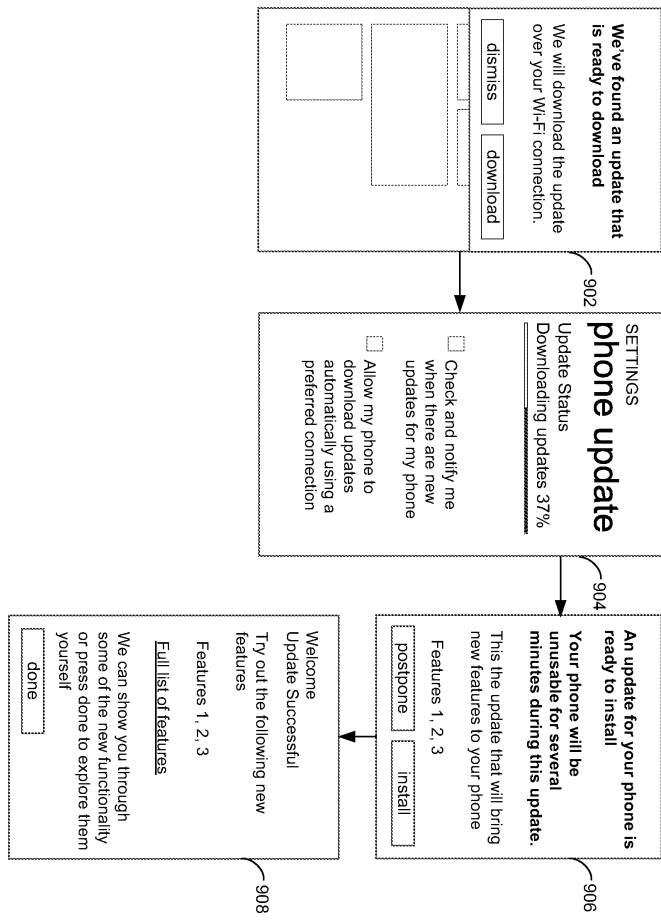 We've found an update that
is ready to download
We will download the update
over your Wi-Fi connection.
dismiss
download
902
SETTINGS
phone update
Update Status
Downloading updates 37%
Check and notify me
when there are new
updates for my phone
Allow my phone to
download updates
automatically using a
preferred connection
904
An update for your phone is
ready to install
Your phone will be
unusable for several
minutes during this update.
This the update that will bring
new features to your phone
Features 1, 2, 3
postpone
install
906
Welcome
Update Successful
Try out the following new
features
Features 1, 2, 3
Full list of features
We can show you through
some of the new functionality
or press done to explore them
yourself
done
908